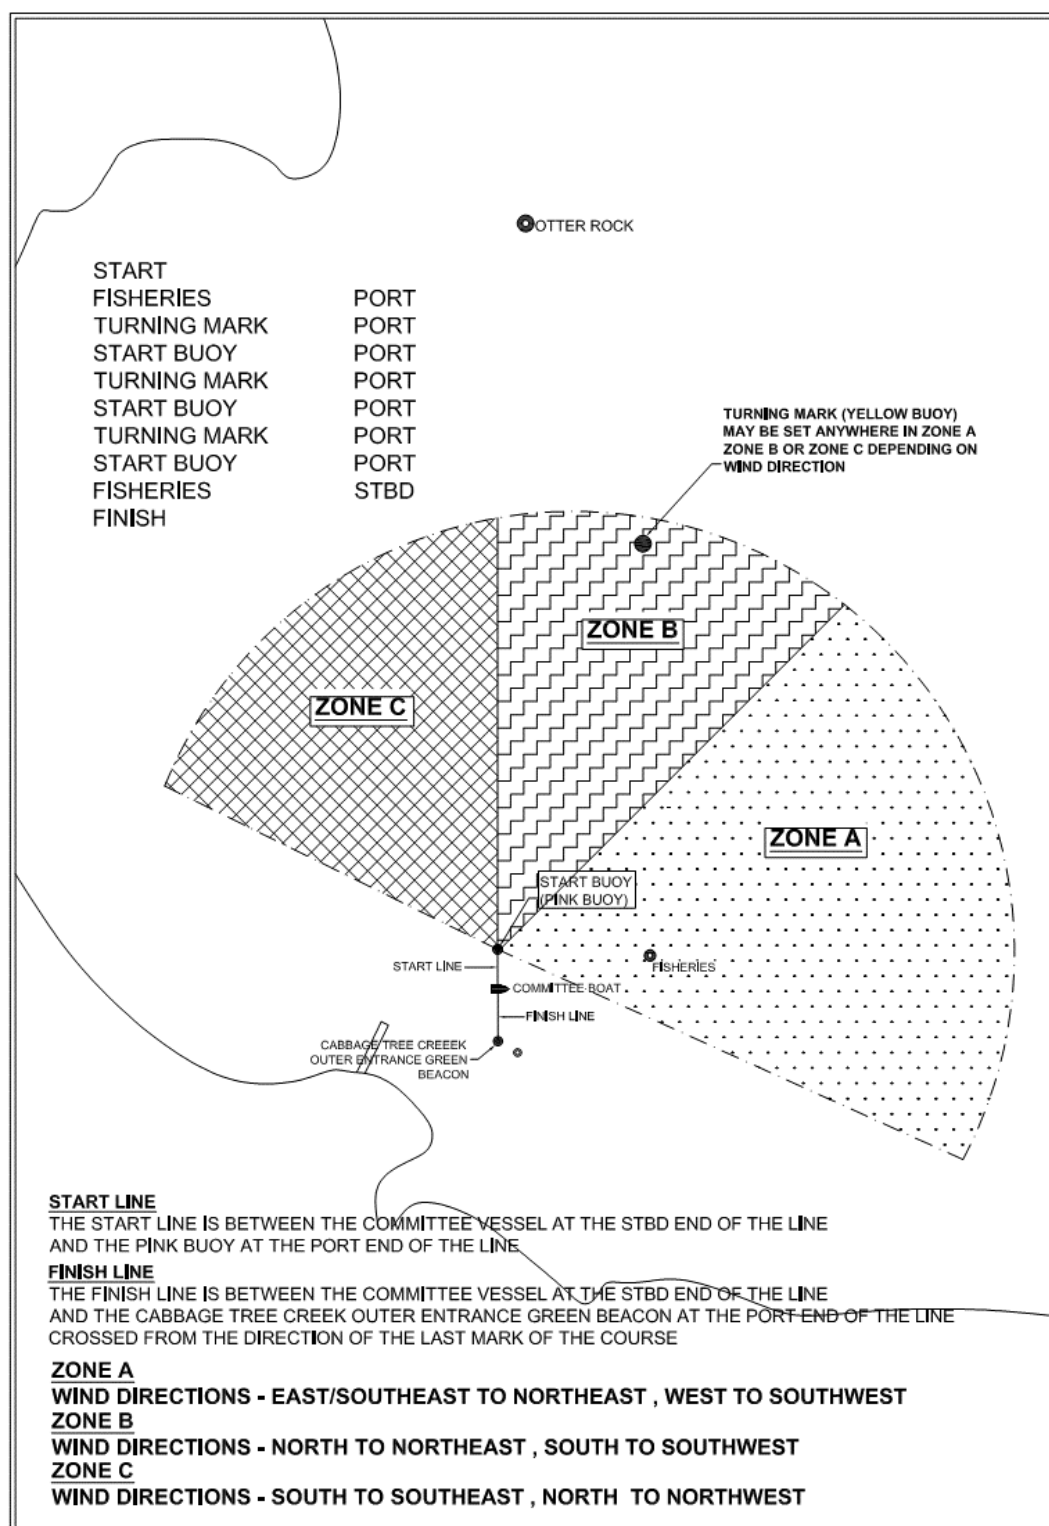 OTTER ROCK
START
FISHERIES PORT
TURNING MARK PORT
START BUOY PORT
TURNING MARK PORT
START BUOY PORT
TURNING MARK PORT
START BUOY PORT
FISHERIES STBD
FINISH
TURNING MARK (YELLOW BUOY)
MAY BE SET ANYWHERE IN ZONE A
ZONE B OR ZONE C DEPENDING ON
WIND DIRECTION
ZONE B
ZONE C
ZONE A
START BUOY
(PINK BUOY)
START LINE
FISHERIES
COMMITTEE BOAT
FINISH LINE
CABBAGE TREE CREEEK
OUTER ENTRANCE GREEN
BEACON
START LINE
THE START LINE IS BETWEEN THE COMMITTEE VESSEL AT THE STBD END OF THE LINE
AND THE PINK BUOY AT THE PORT END OF THE LINE
FINISH LINE
THE FINISH LINE IS BETWEEN THE COMMITTEE VESSEL AT THE STBD END OF THE LINE
AND THE CABBAGE TREE CREEK OUTER ENTRANCE GREEN BEACON AT THE PORT END OF THE LINE
CROSSED FROM THE DIRECTION OF THE LAST MARK OF THE COURSE
ZONE A
WIND DIRECTIONS - EAST/SOUTHEAST TO NORTHEAST , WEST TO SOUTHWEST
ZONE B
WIND DIRECTIONS - NORTH TO NORTHEAST , SOUTH TO SOUTHWEST
ZONE C
WIND DIRECTIONS - SOUTH TO SOUTHEAST , NORTH TO NORTHWEST